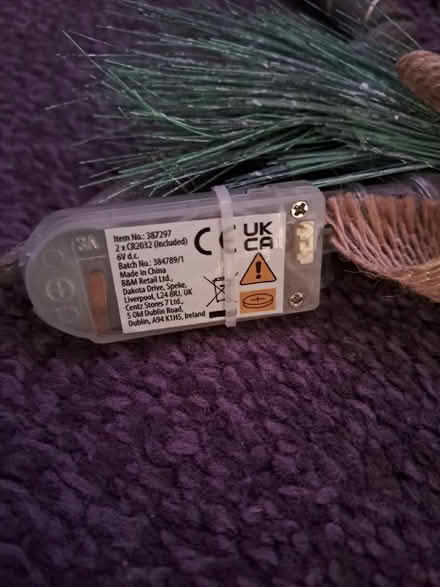 Item No.: 387297
2 x CR2032 (Included)
6V d.c.
Batch No.: 384789/1
Made in China
B&M Retail Ltd.,
Dakota Drive, Speke,
Liverpool, L24 8RJ, UK
Centz Stores 7 Ltd.,
5 Old Dublin Road,
Dublin, A94 K1H5, Ireland
CE
UK
CA